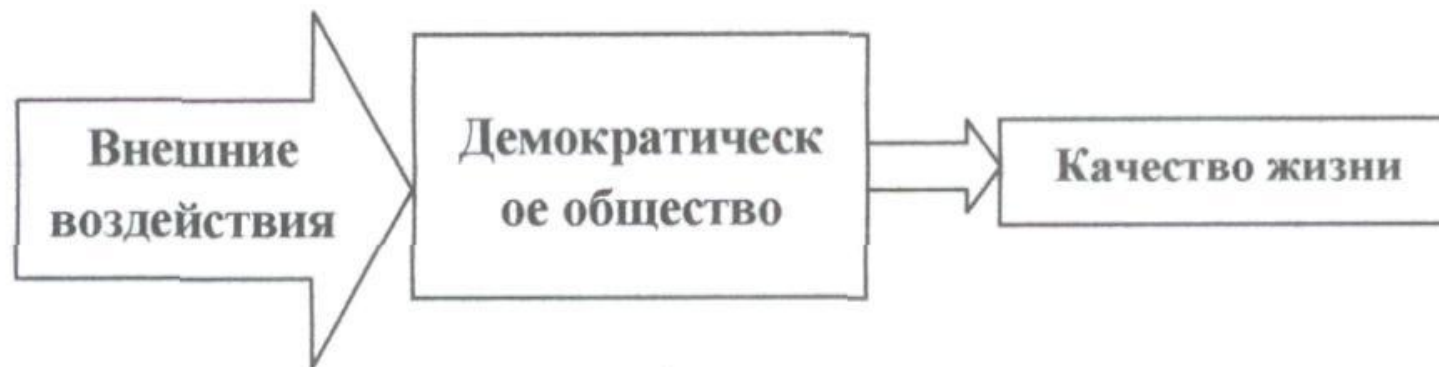 Внешние
воздействия
Демократическ
ое общество
Качество жизни